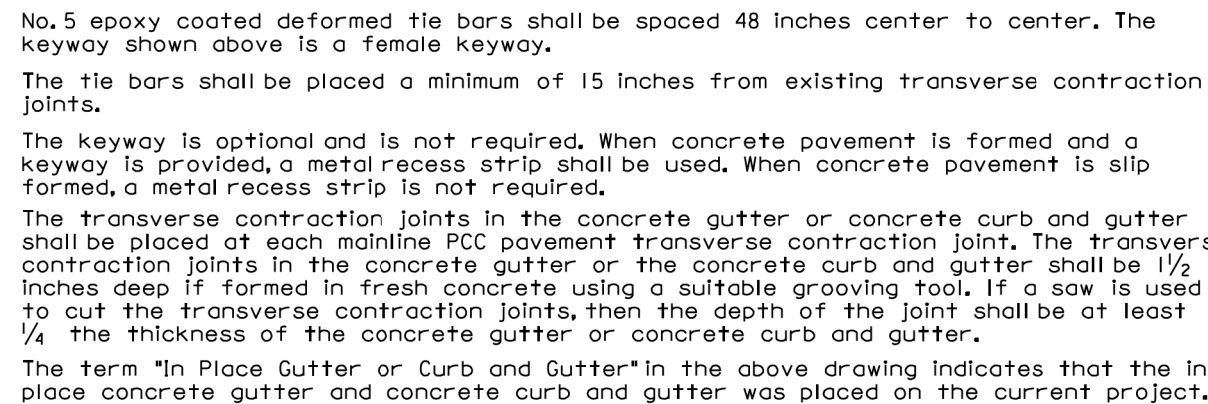 No. 5 epoxy coated deformed tie bars shall be spaced 48 inches center to center. The
keyway shown above is a female keyway.
The tie bars shall be placed a minimum of 15 inches from existing transverse contraction
joints.
The keyway is optional and is not required. When concrete pavement is formed and a
keyway is provided, a metal recess strip shall be used. When concrete pavement is slip
formed, a metal recess strip is not required.
The transverse contraction joints in the concrete gutter or concrete curb and gutter
shall be placed at each mainline PCC pavement transverse contraction joint. The transvers
contraction joints in the concrete gutter or the concrete curb and gutter shall be 1 1/2
inches deep if formed in fresh concrete using a suitable grooving tool. If a saw is used
to cut the transverse contraction joints, then the depth of the joint shall be at least
1/4 the thickness of the concrete gutter or concrete curb and gutter.
The term "In Place Gutter or Curb and Gutter" in the above drawing indicates that the in
place concrete gutter and concrete curb and gutter was placed on the current project.